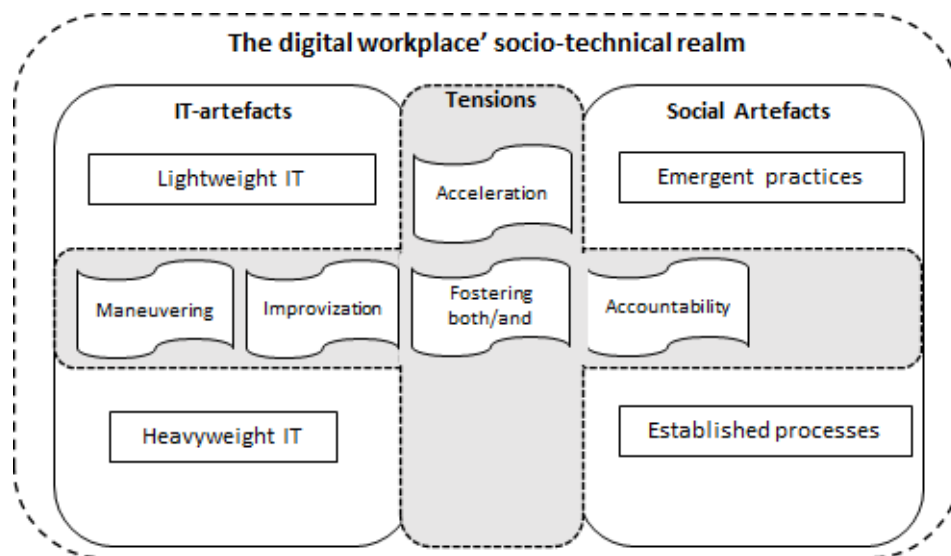 The digital workplace’ socio-technical realm
IT-artefacts
Tensions
Social Artefacts
Lightweight IT
Acceleration
Emergent practices
Maneuvering
Improvization
Fostering
both/and
Accountability
Heavyweight IT
Established processes